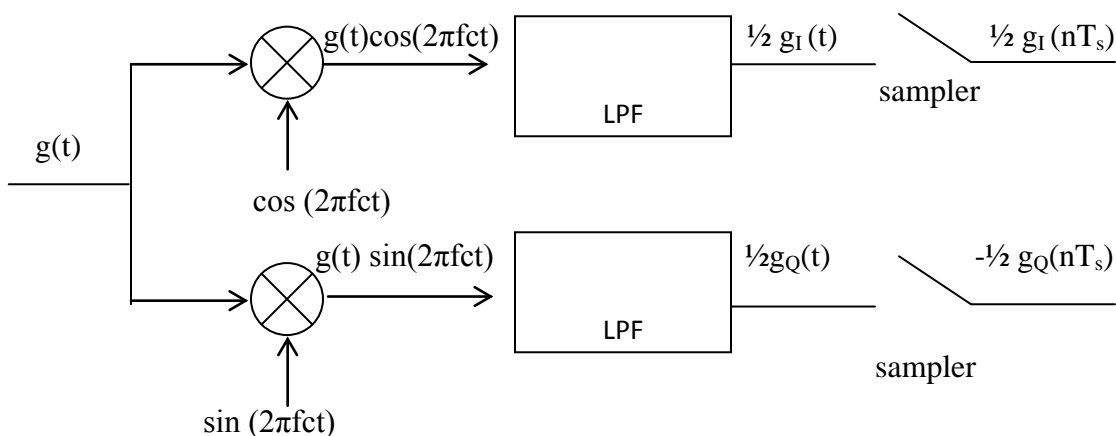 g(t)cos(2πfct)
½ gI (t)
½ gI (nTs)
LPF
sampler
g(t)
cos (2πfct)
g(t) sin(2πfct)
½gQ(t)
-½ gQ(nTs)
LPF
sampler
sin (2πfct)